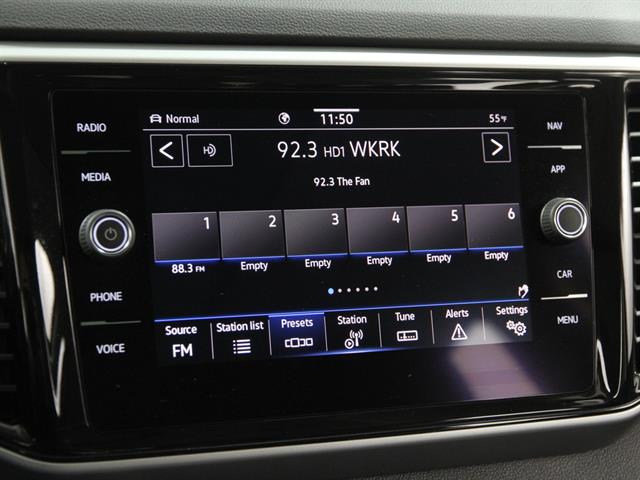 RADIO
MEDIA
PHONE
VOICE
Normal
11:50
55°F
HD
92.3 HD1 WKRK
92.3 The Fan
1 2 3 4 5 6
88.3 FM Empty Empty Empty Empty Empty
Source Station list Presets Station Tune Alerts Settings
FM
NAV
APP
CAR
MENU